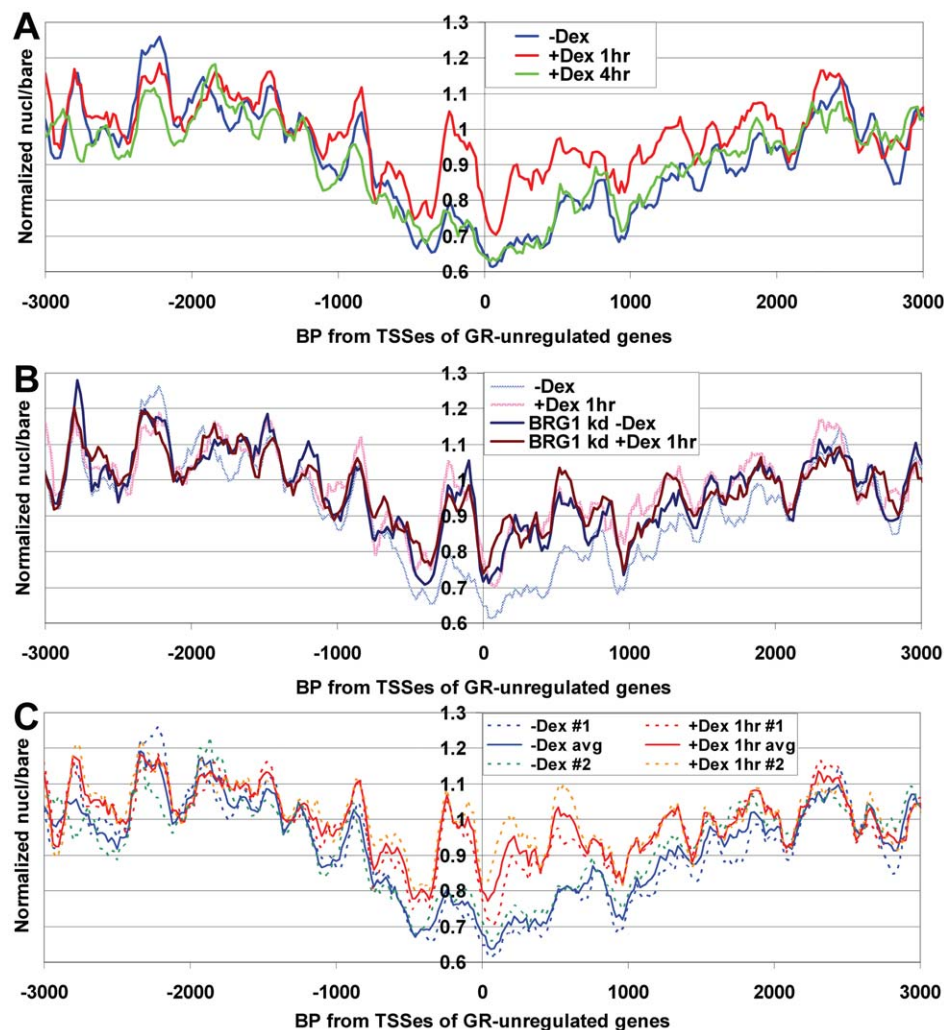 A
Normalized nucl/bare
1.3
1.2
1.1
1
0.9
0.8
0.7
0.6
-Dex
+Dex 1hr
+Dex 4hr
-3000 -2000 -1000 0 1000 2000 3000
BP from TSSes of GR-unregulated genes
B
Normalized nucl/bare
1.3
1.2
1.1
1
0.9
0.8
0.7
0.6
-Dex
+Dex 1hr
BRG1 kd -Dex
BRG1 kd +Dex 1hr
-3000 -2000 -1000 0 1000 2000 3000
BP from TSSes of GR-unregulated genes
C
Normalized nucl/bare
1.3
1.2
1.1
1
0.9
0.8
0.7
0.6
-Dex #1 +Dex 1hr #1
-Dex avg +Dex 1hr avg
-Dex #2 +Dex 1hr #2
-3000 -2000 -1000 0 1000 2000 3000
BP from TSSes of GR-unregulated genes